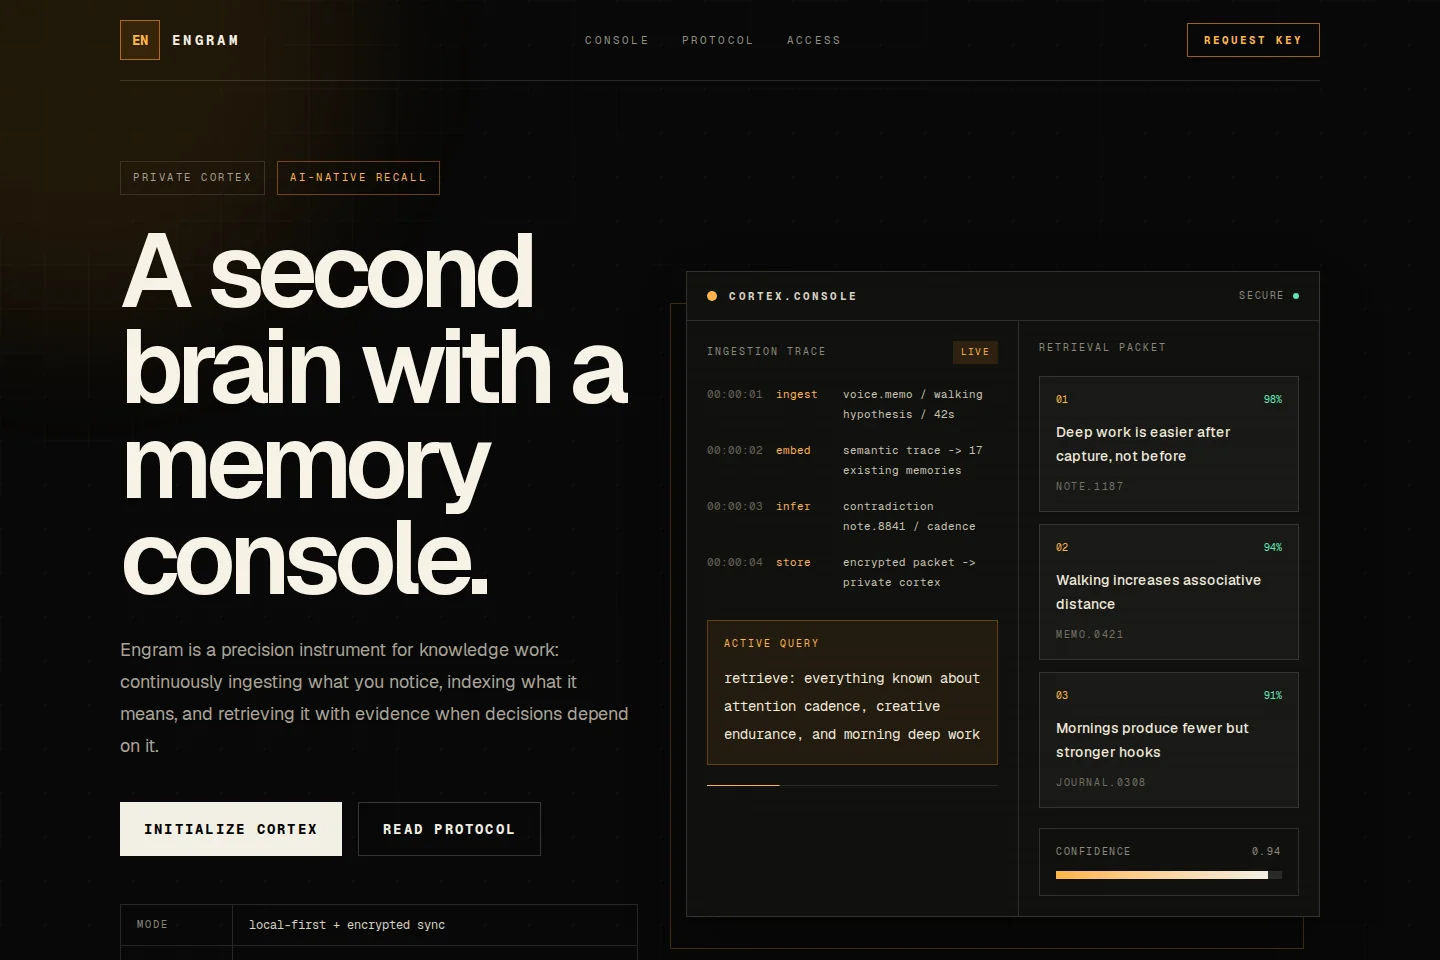 EN ENGRAM
CONSOLE PROTOCOL ACCESS
REQUEST KEY
PRIVATE CORTEX
AI-NATIVE RECALL
A second
brain with a
memory
console.
Engram is a precision instrument for knowledge work:
continuously ingesting what you notice, indexing what it
means, and retrieving it with evidence when decisions depend
on it.
INITIALIZE CORTEX
READ PROTOCOL
MODE local-first + encrypted sync
CORTEX.CONSOLE
SECURE
INGESTION TRACE
LIVE
00:00:01 ingest voice.memo / walking
hypothesis / 42s
00:00:02 embed semantic trace -> 17
existing memories
00:00:03 infer contradiction
note.8841 / cadence
00:00:04 store encrypted packet ->
private cortex
ACTIVE QUERY
retrieve: everything known about
attention cadence, creative
endurance, and morning deep work
RETRIEVAL PACKET
01 98%
Deep work is easier after
capture, not before
NOTE.1187
02 94%
Walking increases associative
distance
MEMO.0421
03 91%
Mornings produce fewer but
stronger hooks
JOURNAL.0308
CONFIDENCE 0.94